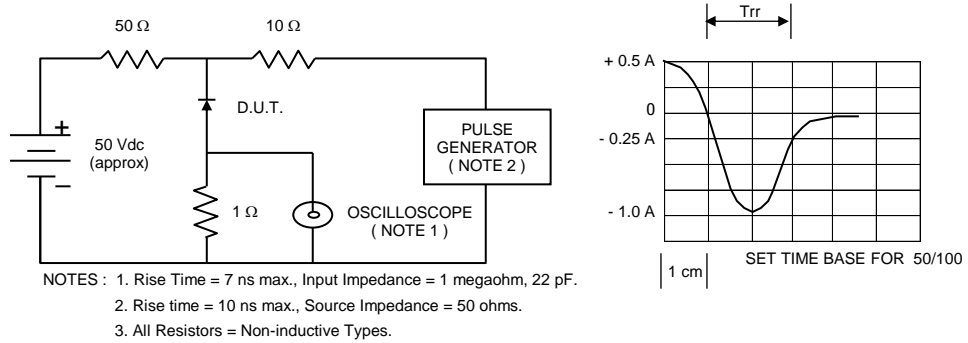 50 Ω
10 Ω
D.U.T.
+
50 Vdc
(approx)
−
1 Ω
OSCILLOSCOPE
( NOTE 1 )
PULSE
GENERATOR
( NOTE 2 )
Trr
+ 0.5 A
0
- 0.25 A
- 1.0 A
1 cm
SET TIME BASE FOR 50/100
NOTES : 1. Rise Time = 7 ns max., Input Impedance = 1 megaohm, 22 pF.
2. Rise time = 10 ns max., Source Impedance = 50 ohms.
3. All Resistors = Non-inductive Types.